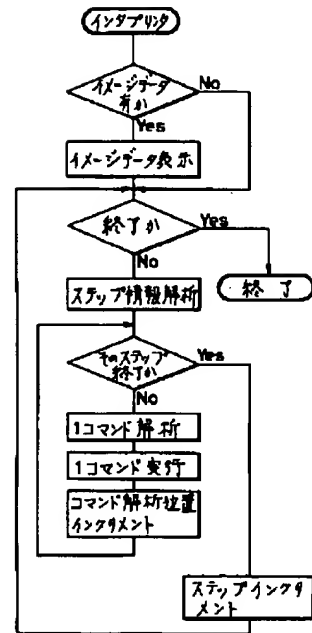 インタプリンタ
イメージデータ
有か
No
Yes
イメージデータ表示
終了か
Yes
No
終了
ステップ情報解析
そのステップ
終了か
Yes
No
1コマンド解析
1コマンド実行
コマンド解析位置
インクタメント
ステップインクタ
メント